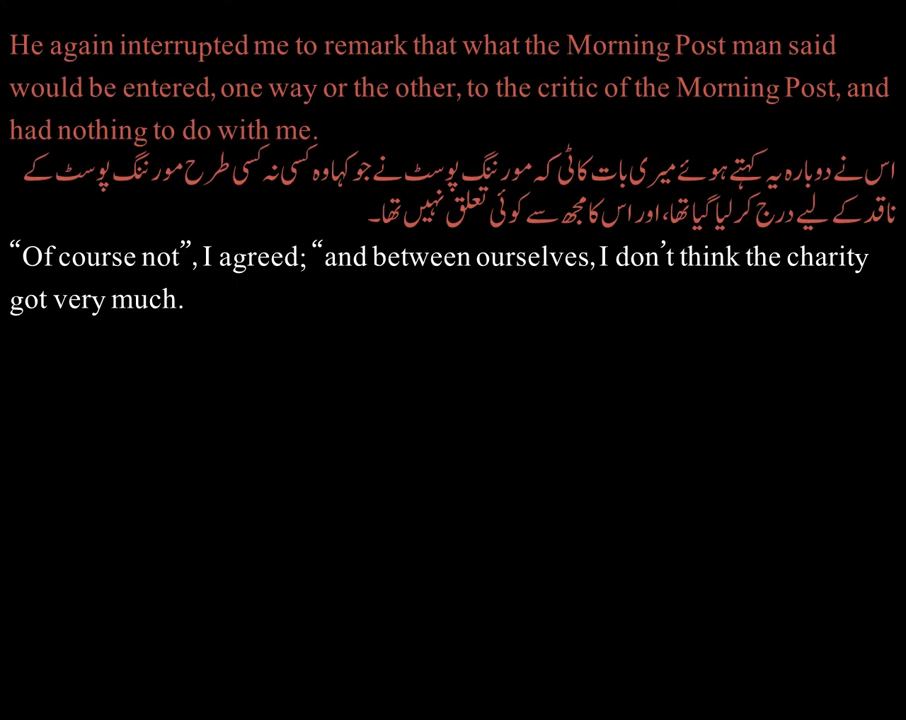 He again interrupted me to remark that what the Morning Post man said
would be entered, one way or the other, to the critic of the Morning Post, and
had nothing to do with me.
اس نے دوبارہ یہ کہتے ہوئے میری بات کاٹی کہ مورننگ پوسٹ نے جو کہا وہ کسی نہ کسی طرح مورننگ پوسٹ کے
ناقد کے لیے درج کر لیا گیا تھا، اور اس کا مجھ سے کوئی تعلق نہیں تھا۔
“Of course not”, I agreed; “and between ourselves, I don’t think the charity
got very much.